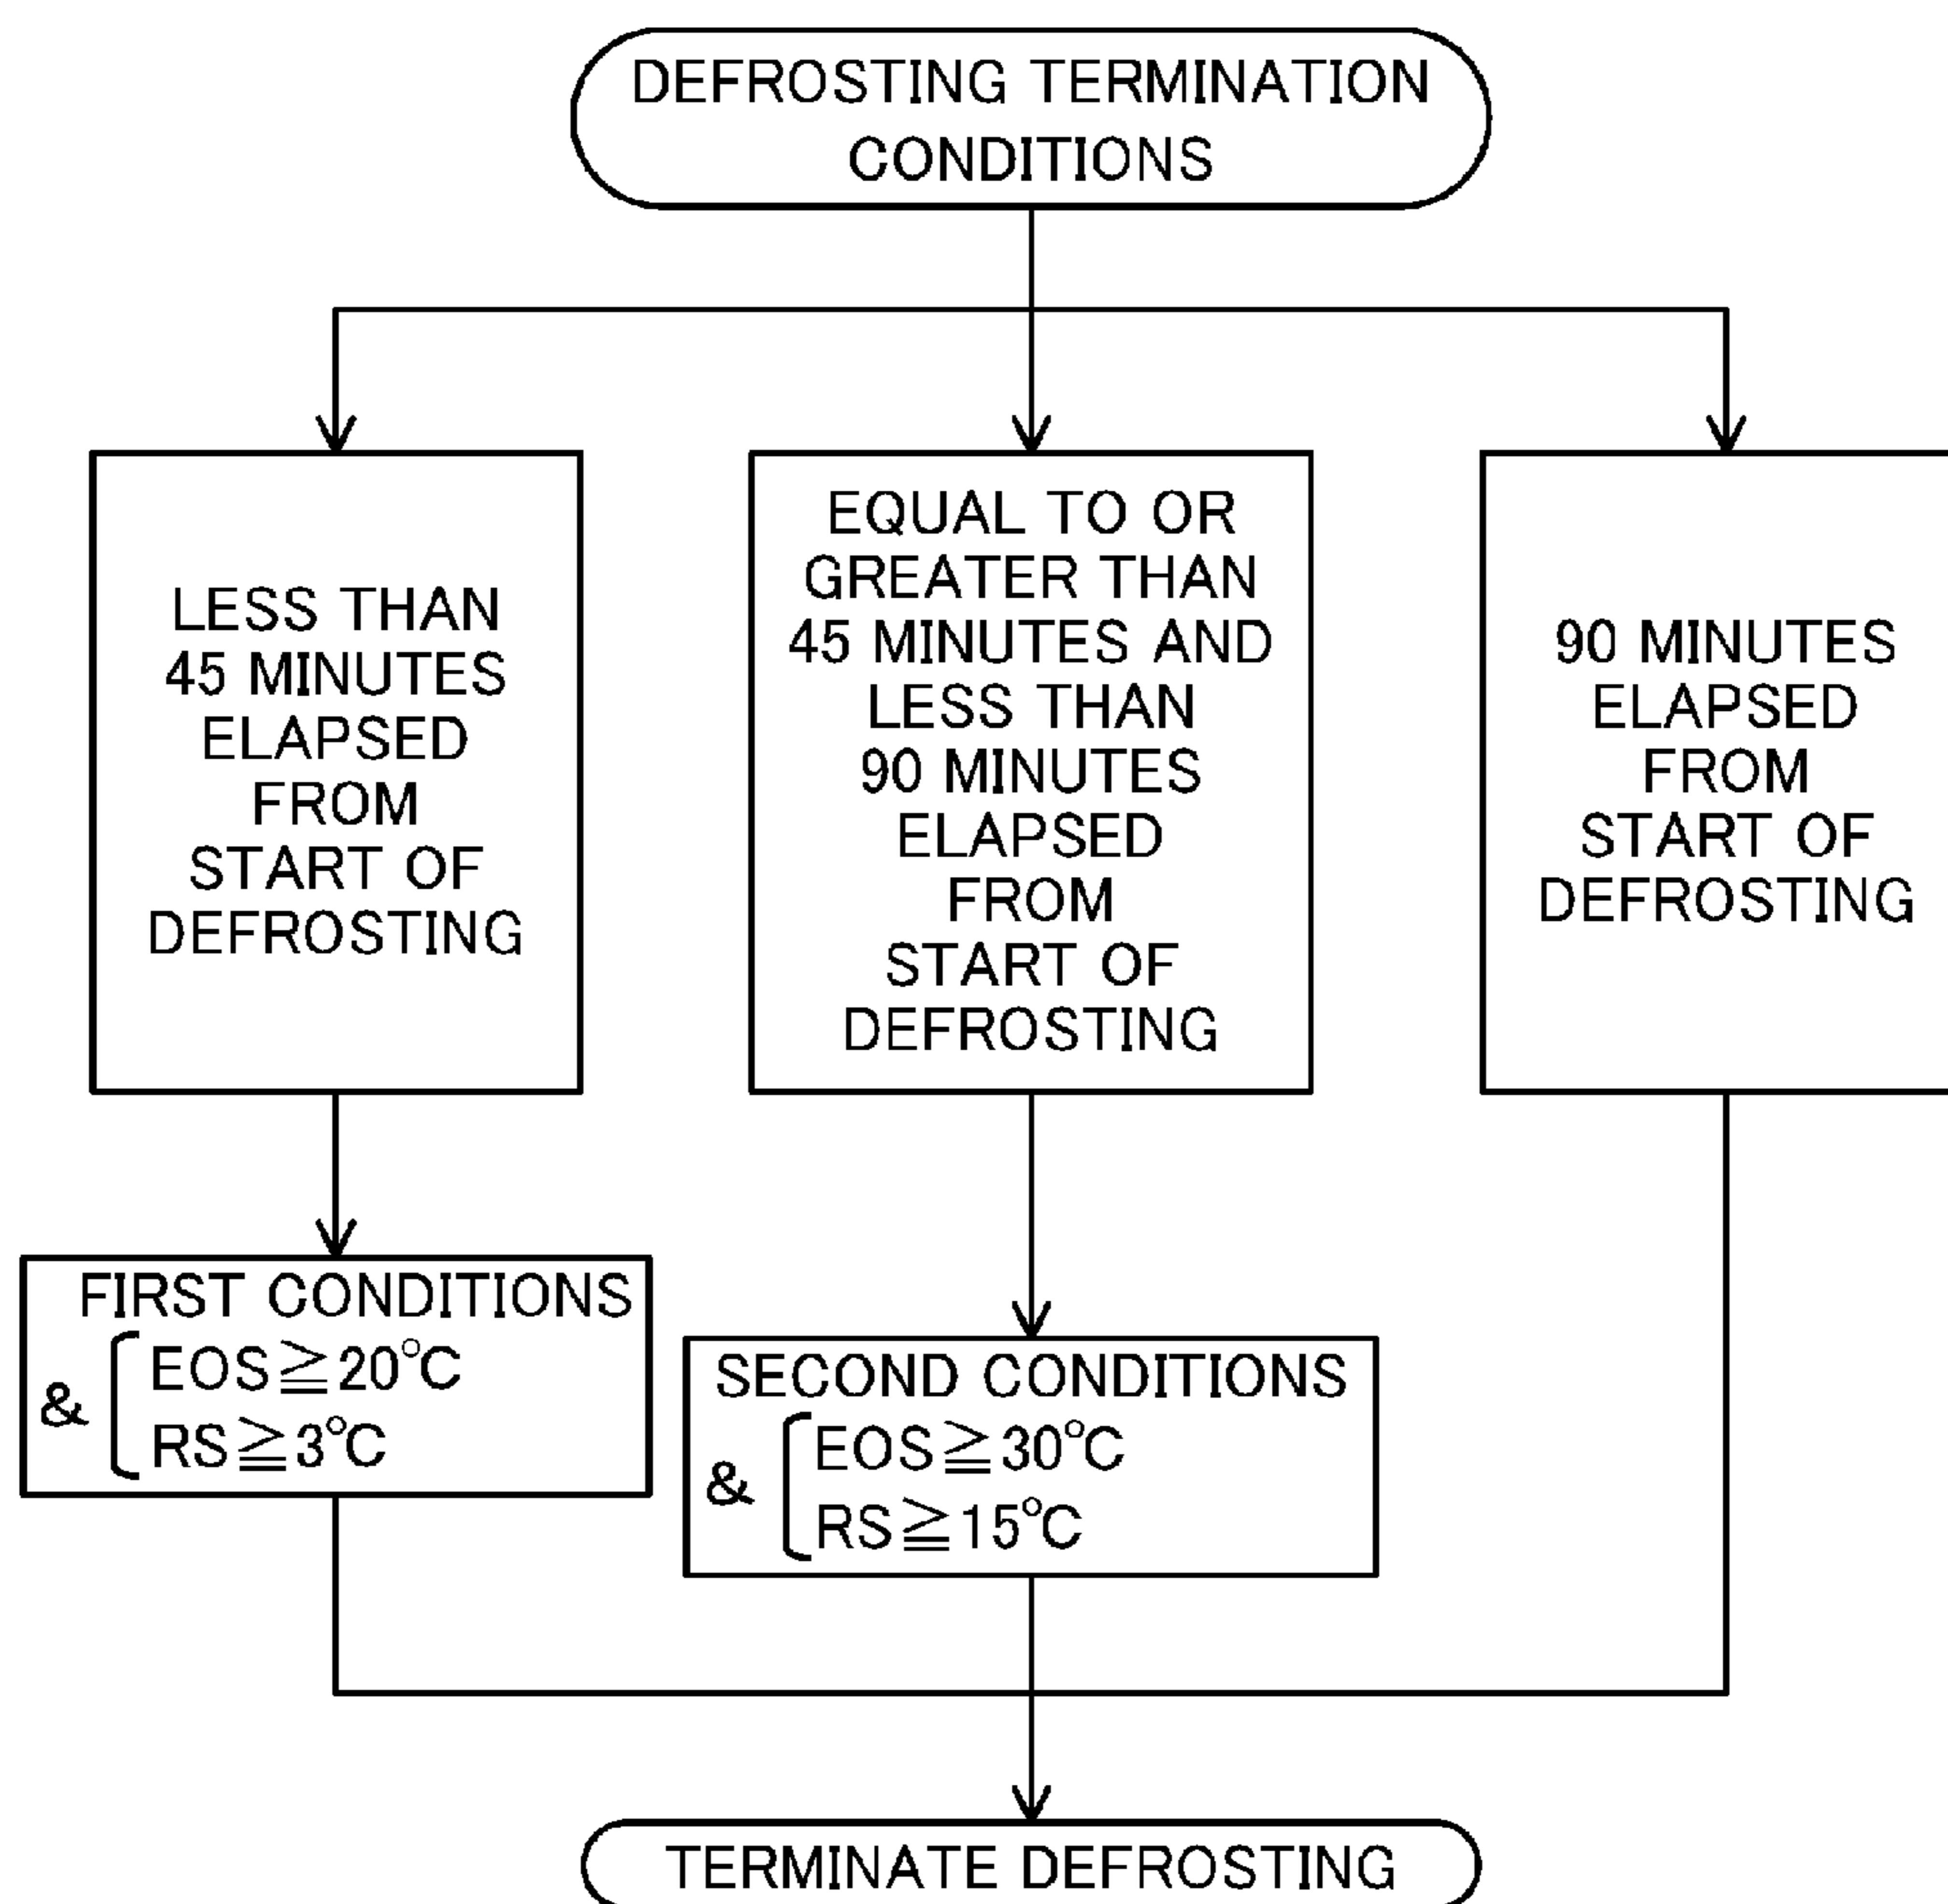 DEFROSTING TERMINATION
CONDITIONS
LESS THAN
45 MINUTES
ELAPSED
FROM
START OF
DEFROSTING
EQUAL TO OR
GREATER THAN
45 MINUTES AND
LESS THAN
90 MINUTES
ELAPSED
FROM
START OF
DEFROSTING
90 MINUTES
ELAPSED
FROM
START OF
DEFROSTING
FIRST CONDITIONS
& EOS≧20°C
RS≧3°C
SECOND CONDITIONS
& EOS≧30°C
RS≧15°C
TERMINATE DEFROSTING